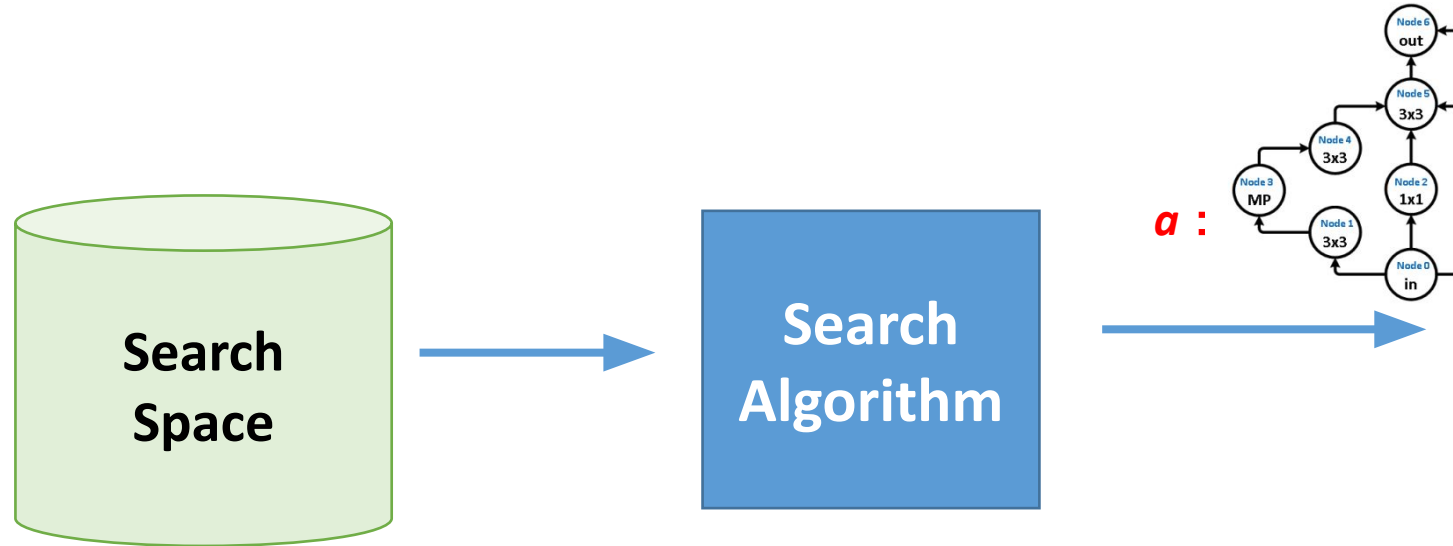 Search
Space
Search
Algorithm
a :
Node 6
out
Node 5
3x3
Node 4
3x3
Node 3
MP
Node 2
1x1
Node 1
3x3
Node 0
in